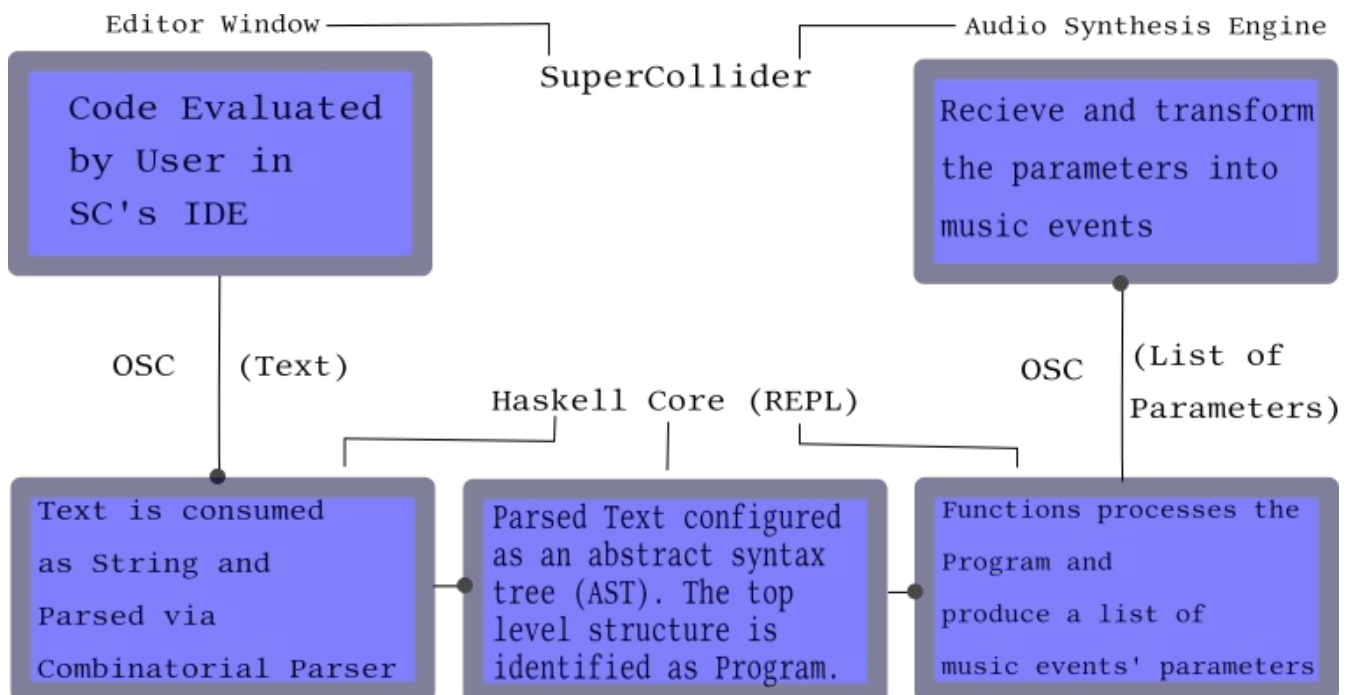 Editor Window
Audio Synthesis Engine
SuperCollider
Code Evaluated
by User in
SC's IDE
Recieve and transform
the parameters into
music events
OSC (Text)
OSC
(List of
Parameters)
Haskell Core (REPL)
Text is consumed
as String and
Parsed via
Combinatorial Parser
Parsed Text configured
as an abstract syntax
tree (AST). The top
level structure is
identified as Program.
Functions processes the
Program and
produce a list of
music events' parameters